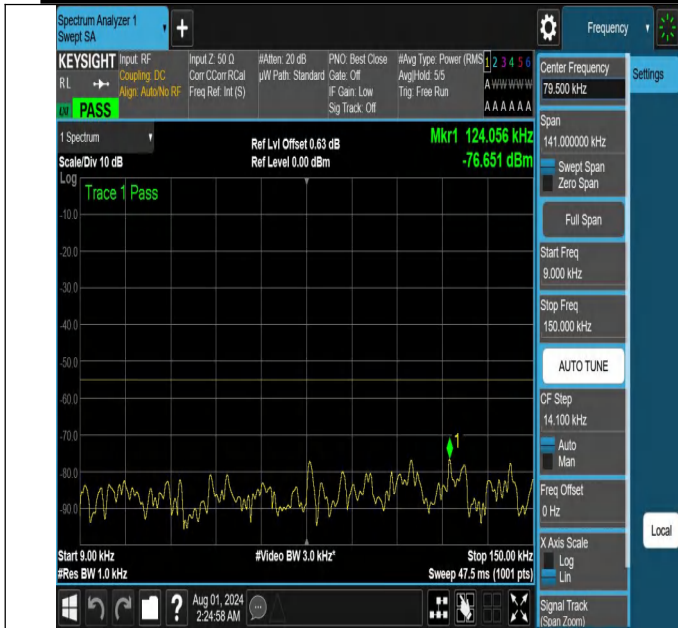 Spectrum Analyzer 1
Swept SA
+
Frequency
KEYSIGHT
RL
LXI
PASS
Input: RF
Coupling: DC
Align: Auto/No RF
Input Z: 50 Ω
Corr CCorr RCal
Freq Ref: Int (S)
#Atten: 20 dB
µW Path: Standard
PNO: Best Close
Gate: Off
IF Gain: Low
Sig Track: Off
#Avg Type: Power (RMS
Avg|Hold: 5/5
Trig: Free Run
1 2 3 4 5 6
A W W W W W
A A A A A A
1 Spectrum
Scale/Div 10 dB
Ref Lvl Offset 0.63 dB
Ref Level 0.00 dBm
Mkr1 124.056 kHz
-76.651 dBm
Log
Trace 1 Pass
-10.0
-20.0
-30.0
-40.0
-50.0
-60.0
-70.0
-80.0
-90.0
1
Start 9.00 kHz
#Res BW 1.0 kHz
#Video BW 3.0 kHz*
Stop 150.00 kHz
Sweep 47.5 ms (1001 pts)
?
Aug 01, 2024
2:24:58 AM
Center Frequency
79.500 kHz
Settings
Span
141.000000 kHz
Swept Span
Zero Span
Full Span
Start Freq
9.000 kHz
Stop Freq
150.000 kHz
AUTO TUNE
CF Step
14.100 kHz
Auto
Man
Freq Offset
0 Hz
Local
X Axis Scale
Log
Lin
Signal Track
(Span Zoom)